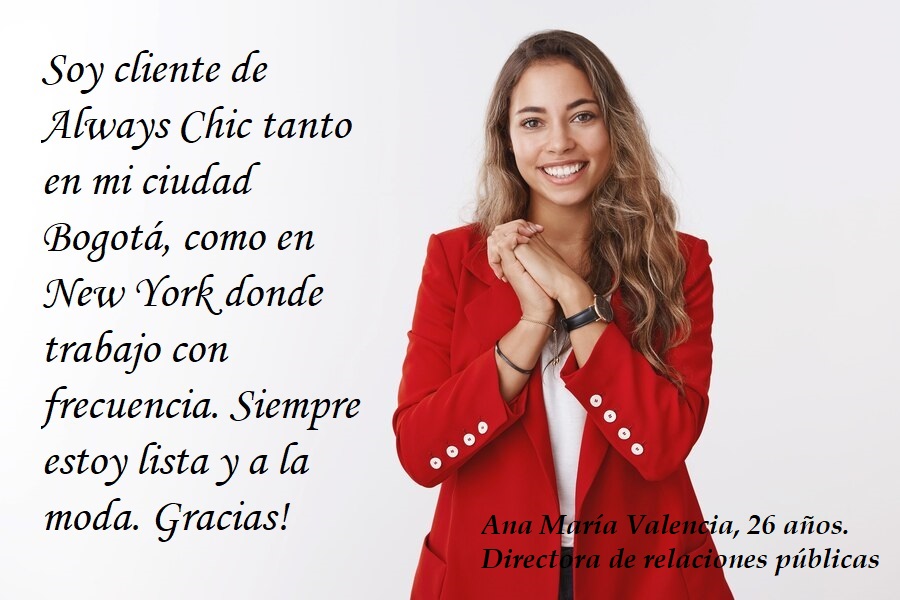 Soy cliente de
Always Chic tanto
en mi ciudad
Bogotá, como en
New York donde
trabajo con
frecuencia. Siempre
estoy lista y a la
moda. Gracias!
Ana María Valencia, 26 años.
Directora de relaciones públicas